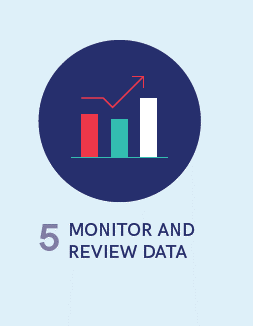 5 MONITOR AND
REVIEW DATA